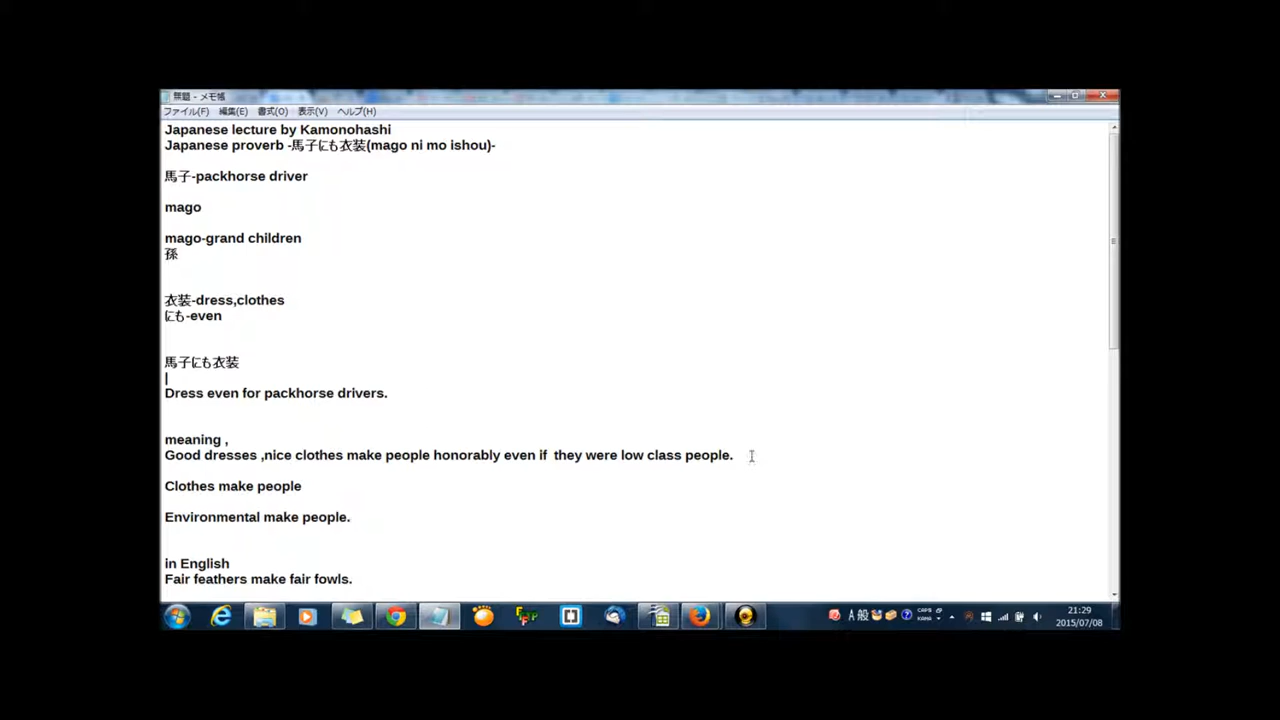 無題 - メモ帳
ファイル(F) 編集(E) 書式(O) 表示(V) ヘルプ(H)
Japanese lecture by Kamonohashi
Japanese proverb -馬子にも衣装(mago ni mo ishou)-
馬子-packhorse driver
mago
mago-grand children
孫
衣装-dress,clothes
にも-even
馬子にも衣装
Dress even for packhorse drivers.
meaning ,
Good dresses ,nice clothes make people honorably even if  they were low class people.
Clothes make people
Environmental make people.
in English
Fair feathers make fair fowls.
A 般 CAPS KANA
21:29
2015/07/08